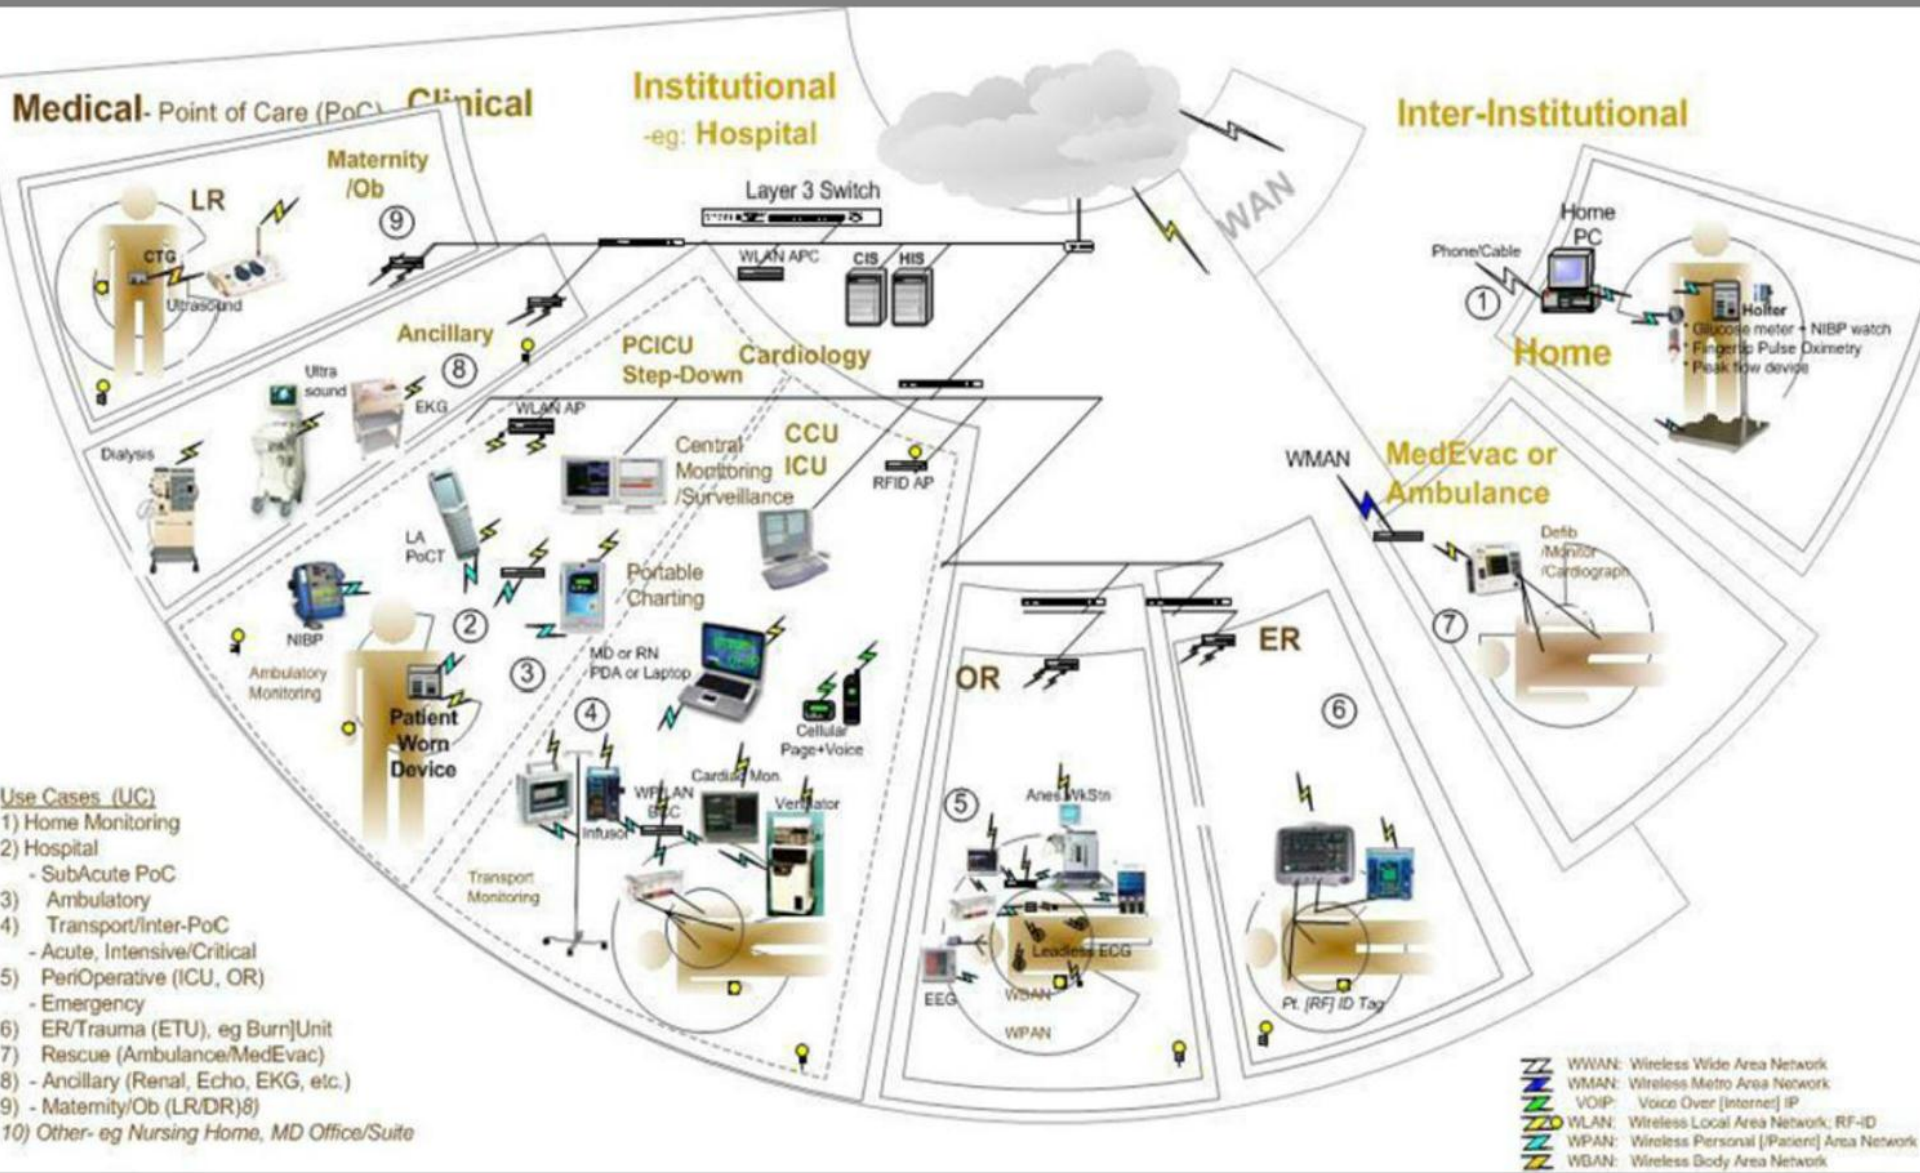 Medical- Point of Care (PoC) Clinical
Institutional
-eg: Hospital
Inter-Institutional
Maternity
/Ob
LR
9
CTG
Ultrasound
Layer 3 Switch
WLAN APC
CIS
HIS
WAN
Home
PC
Phone/Cable
1
Holter
* Glucose meter + NIBP watch
* Fingertip Pulse Oximetry
* Peak flow device
Home
Ancillary
8
Ultra
sound
EKG
Dialysis
PCICU
Step-Down
Cardiology
WLAN AP
Central
Monitoring
/Surveillance
CCU
ICU
RFID AP
WMAN
MedEvac or
Ambulance
Defib
/Monitor
/Cardiograph
7
LA
PoCT
Portable
Charting
NIBP
2
Ambulatory
Monitoring
3
MD or RN
PDA or Laptop
4
Patient
Worn
Device
Cellular
Page+Voice
OR
ER
6
Cardiac Mon.
Infusor
Ventilator
Transport
Monitoring
5
Anes WkStn
Leadless ECG
EEG
WBAN
WPAN
Pt. [RF] ID Tag
Use Cases (UC)
1) Home Monitoring
2) Hospital
- SubAcute PoC
3) Ambulatory
4) Transport/Inter-PoC
- Acute, Intensive/Critical
5) PeriOperative (ICU, OR)
- Emergency
6) ER/Trauma (ETU), eg Burn]Unit
7) Rescue (Ambulance/MedEvac)
8) - Ancillary (Renal, Echo, EKG, etc.)
9) - Maternity/Ob (LR/DR)8)
10) Other- eg Nursing Home, MD Office/Suite
WWAN: Wireless Wide Area Network
WMAN: Wireless Metro Area Network
VOIP: Voice Over [Internet] IP
WLAN: Wireless Local Area Network; RF-ID
WPAN: Wireless Personal [/Patient] Area Network
WBAN: Wireless Body Area Network